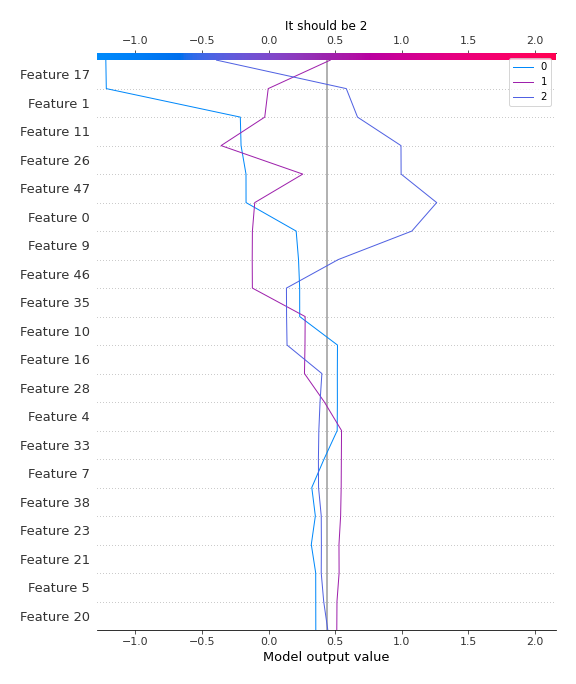 It should be 2
−1.0 −0.5 0.0 0.5 1.0 1.5 2.0
0
1
2
Feature 17
Feature 1
Feature 11
Feature 26
Feature 47
Feature 0
Feature 9
Feature 46
Feature 35
Feature 10
Feature 16
Feature 28
Feature 4
Feature 33
Feature 7
Feature 38
Feature 23
Feature 21
Feature 5
Feature 20
−1.0 −0.5 0.0 0.5 1.0 1.5 2.0
Model output value